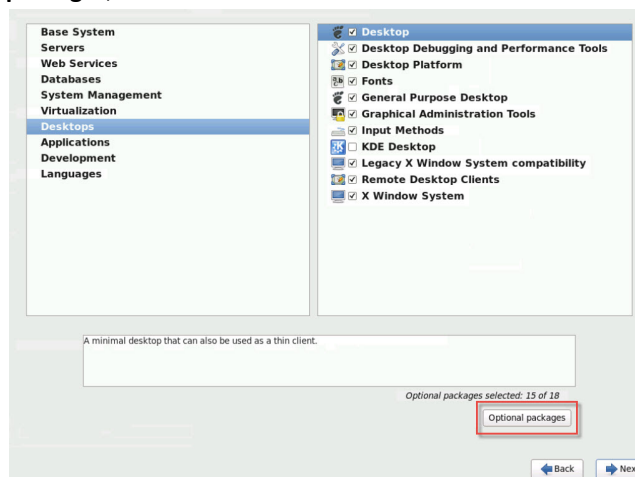 Base System
Servers
Web Services
Databases
System Management
Virtualization
Desktops
Applications
Development
Languages
Desktop
Desktop Debugging and Performance Tools
Desktop Platform
Fonts
General Purpose Desktop
Graphical Administration Tools
Input Methods
KDE Desktop
Legacy X Window System compatibility
Remote Desktop Clients
X Window System
A minimal desktop that can also be used as a thin client.
Optional packages selected: 15 of 18
Optional packages
Back
Nex